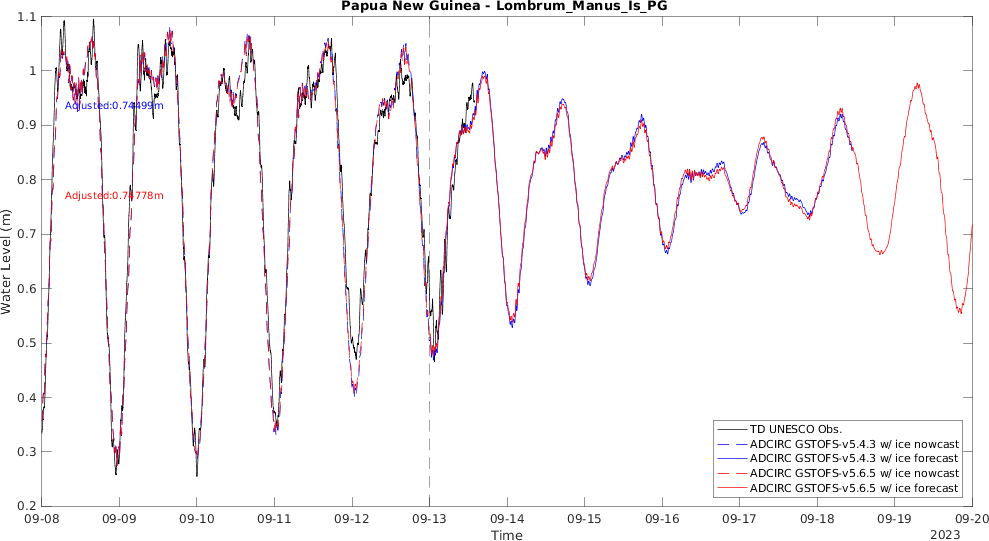 Papua New Guinea - Lombrum_Manus_Is_PG
1.1
1
0.9
0.8
0.7
0.6
0.5
0.4
0.3
0.2
Water Level (m)
Adjusted:0.74499m
Adjusted:0.74778m
TD UNESCO Obs.
ADCIRC GSTOFS-v5.4.3 w/ ice nowcast
ADCIRC GSTOFS-v5.4.3 w/ ice forecast
ADCIRC GSTOFS-v5.6.5 w/ ice nowcast
ADCIRC GSTOFS-v5.6.5 w/ ice forecast
09-08 09-09 09-10 09-11 09-12 09-13 09-14 09-15 09-16 09-17 09-18 09-19 09-20
Time
2023